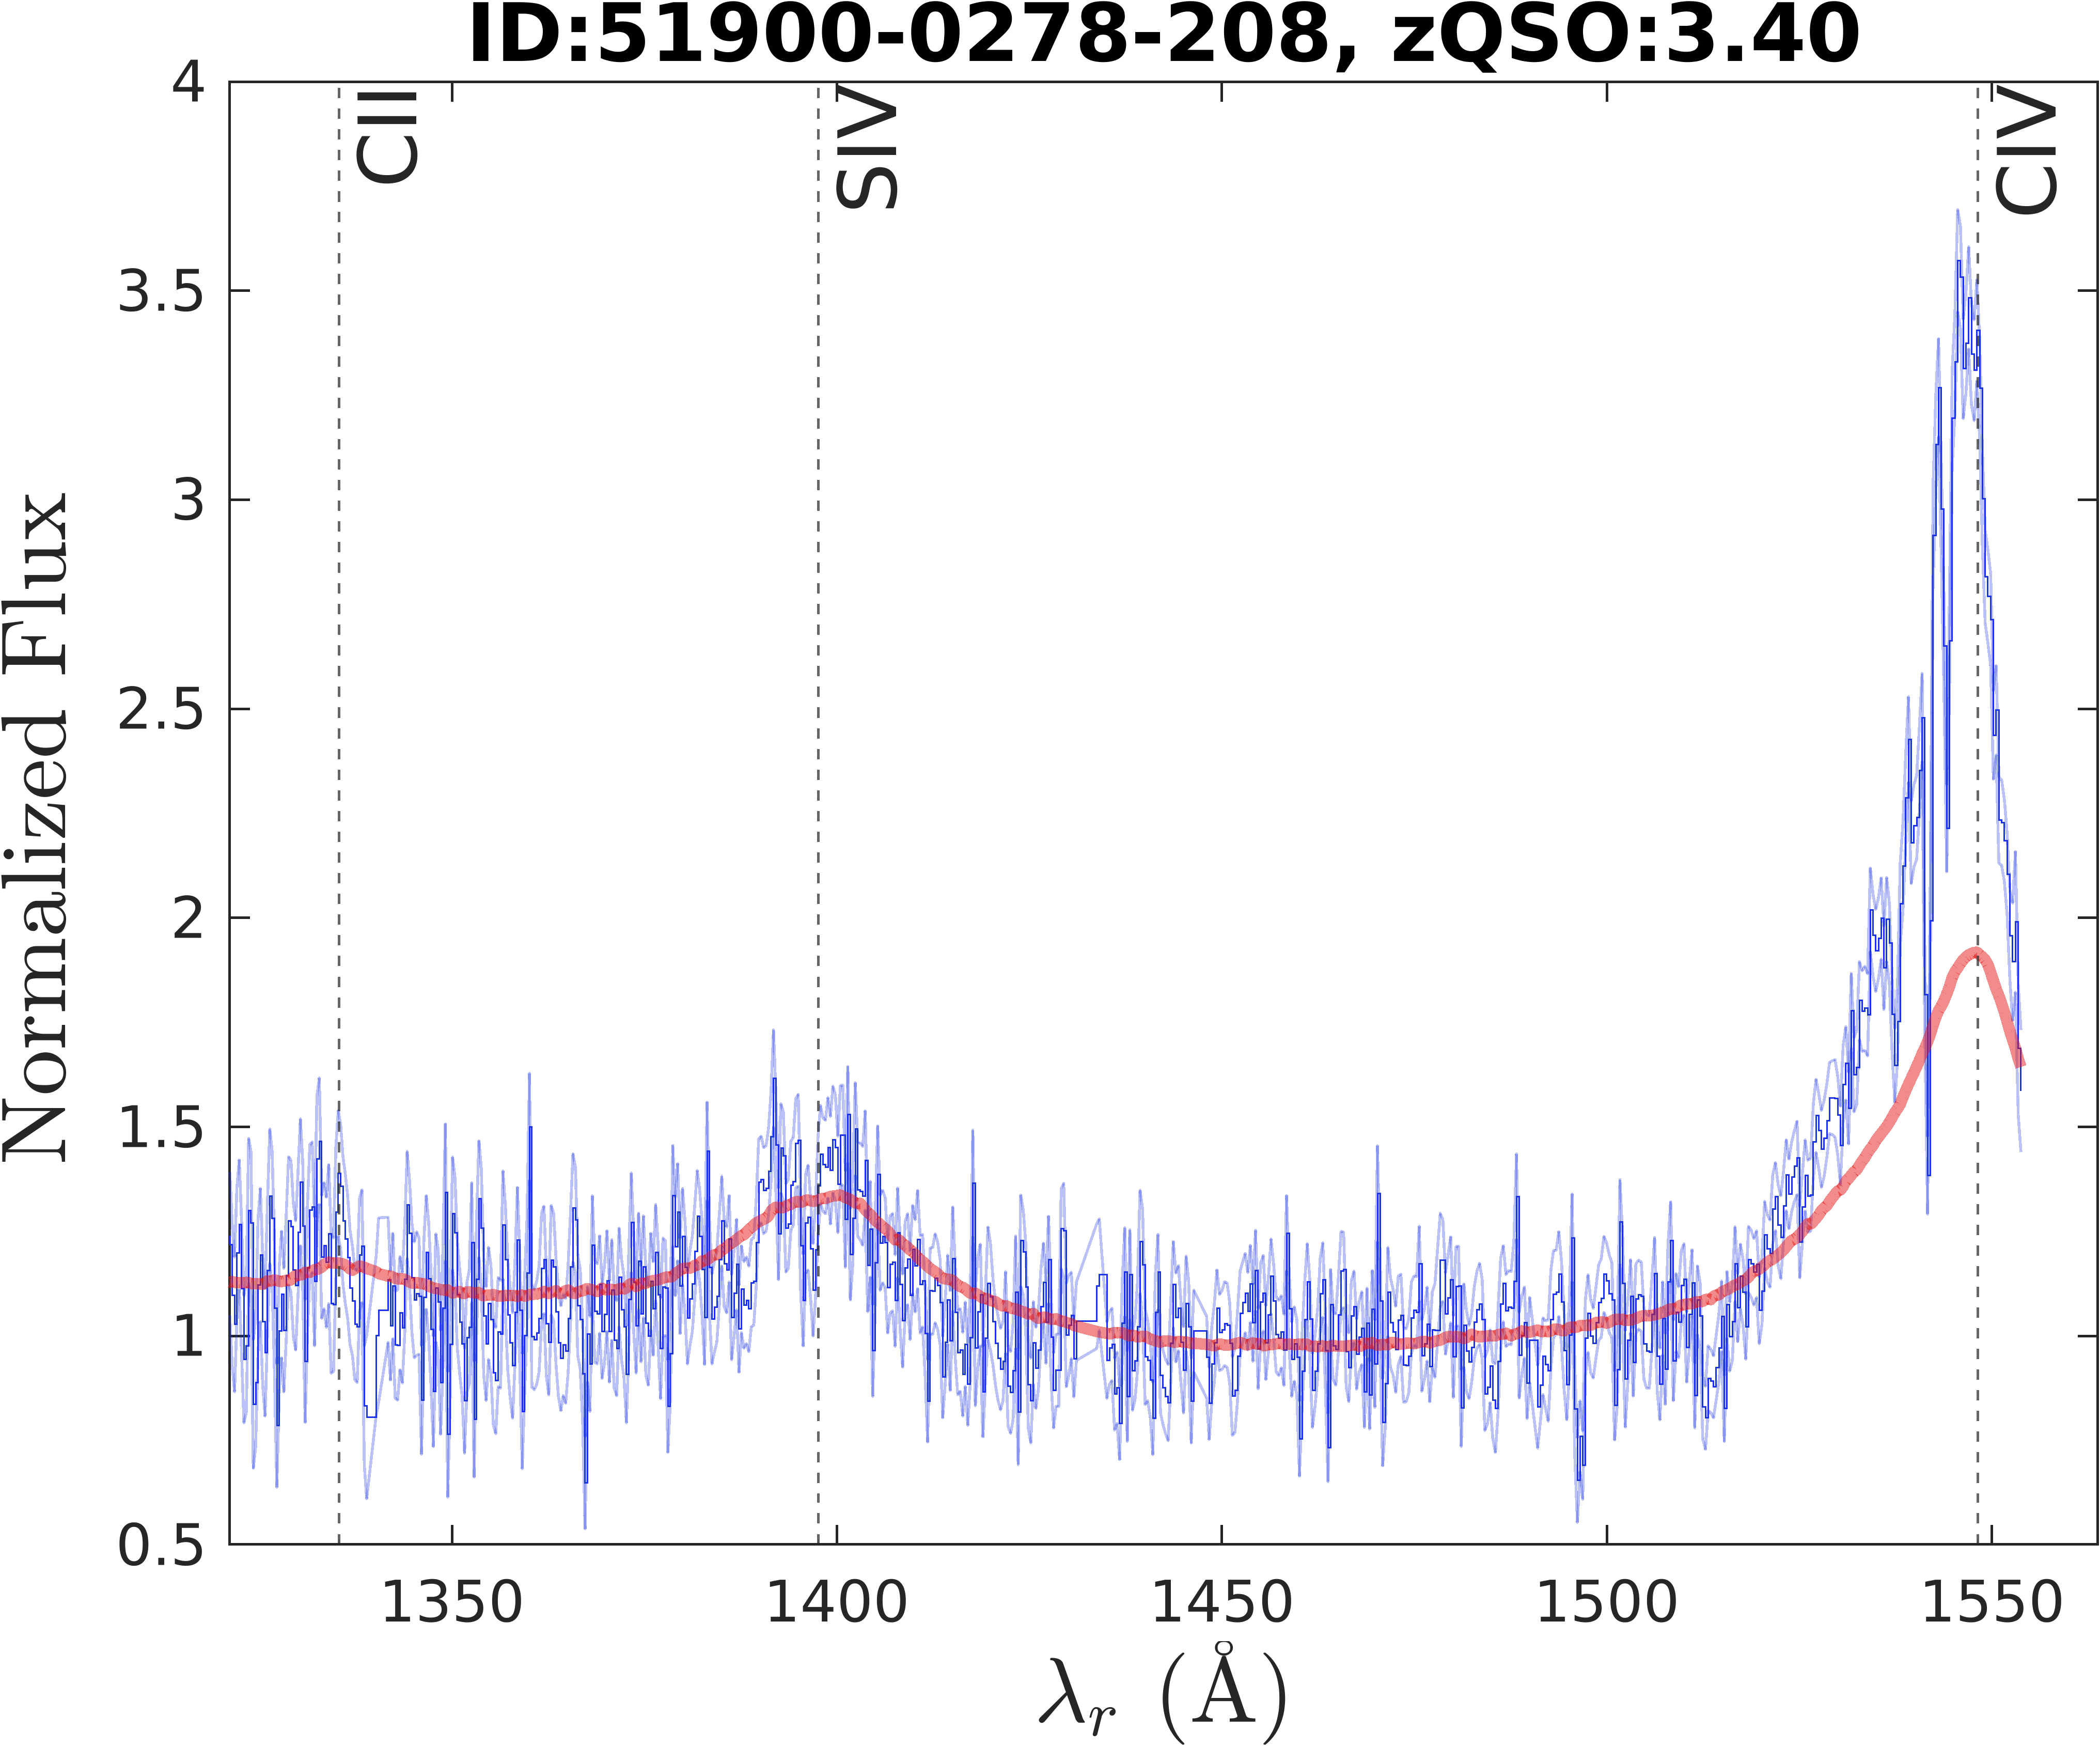 ID:51900-0278-208, zQSO:3.40
4
3.5
3
2.5
2
1.5
1
0.5
Normalized Flux
CII
SIV
CIV
1350 1400 1450 1500 1550
λr (Å)